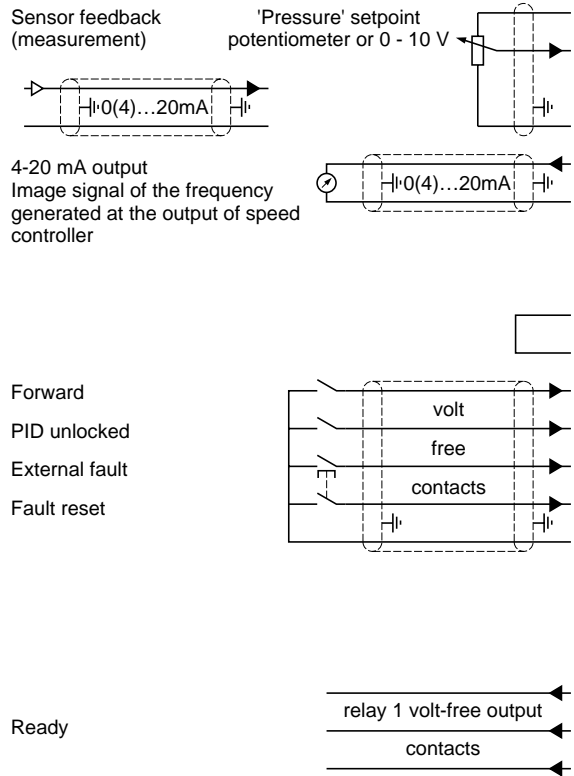 Sensor feedback
(measurement)
'Pressure' setpoint
potentiometer or 0 - 10 V
0(4)...20mA
4-20 mA output
Image signal of the frequency
generated at the output of speed
controller
0(4)...20mA
Forward
PID unlocked
External fault
Fault reset
volt
free
contacts
Ready
relay 1 volt-free output
contacts